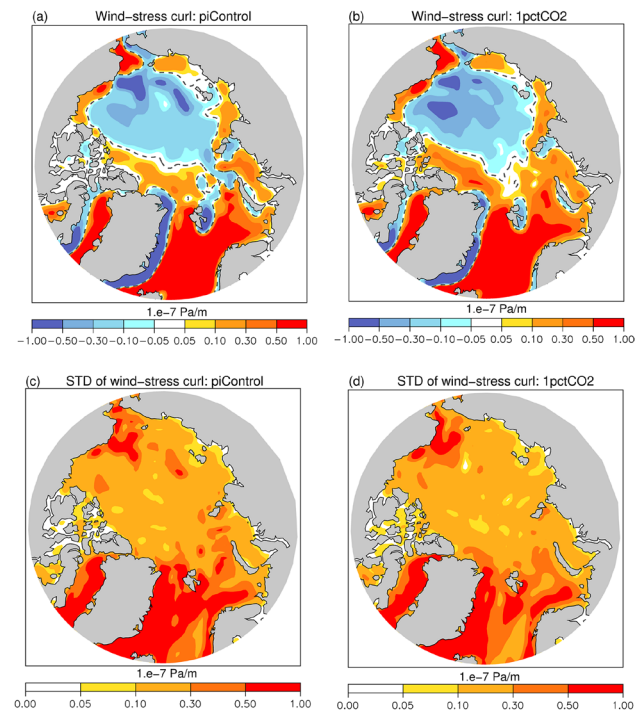 (a) Wind-stress curl: piControl
(b) Wind-stress curl: 1pctCO2
1.e-7 Pa/m
-1.00 -0.50 -0.30 -0.10 -0.05 0.05 0.10 0.30 0.50 1.00
1.e-7 Pa/m
-1.00 -0.50 -0.30 -0.10 -0.05 0.05 0.10 0.30 0.50 1.00
(c) STD of wind-stress curl: piControl
(d) STD of wind-stress curl: 1pctCO2
1.e-7 Pa/m
0.00 0.05 0.10 0.30 0.50 1.00
1.e-7 Pa/m
0.00 0.05 0.10 0.30 0.50 1.00